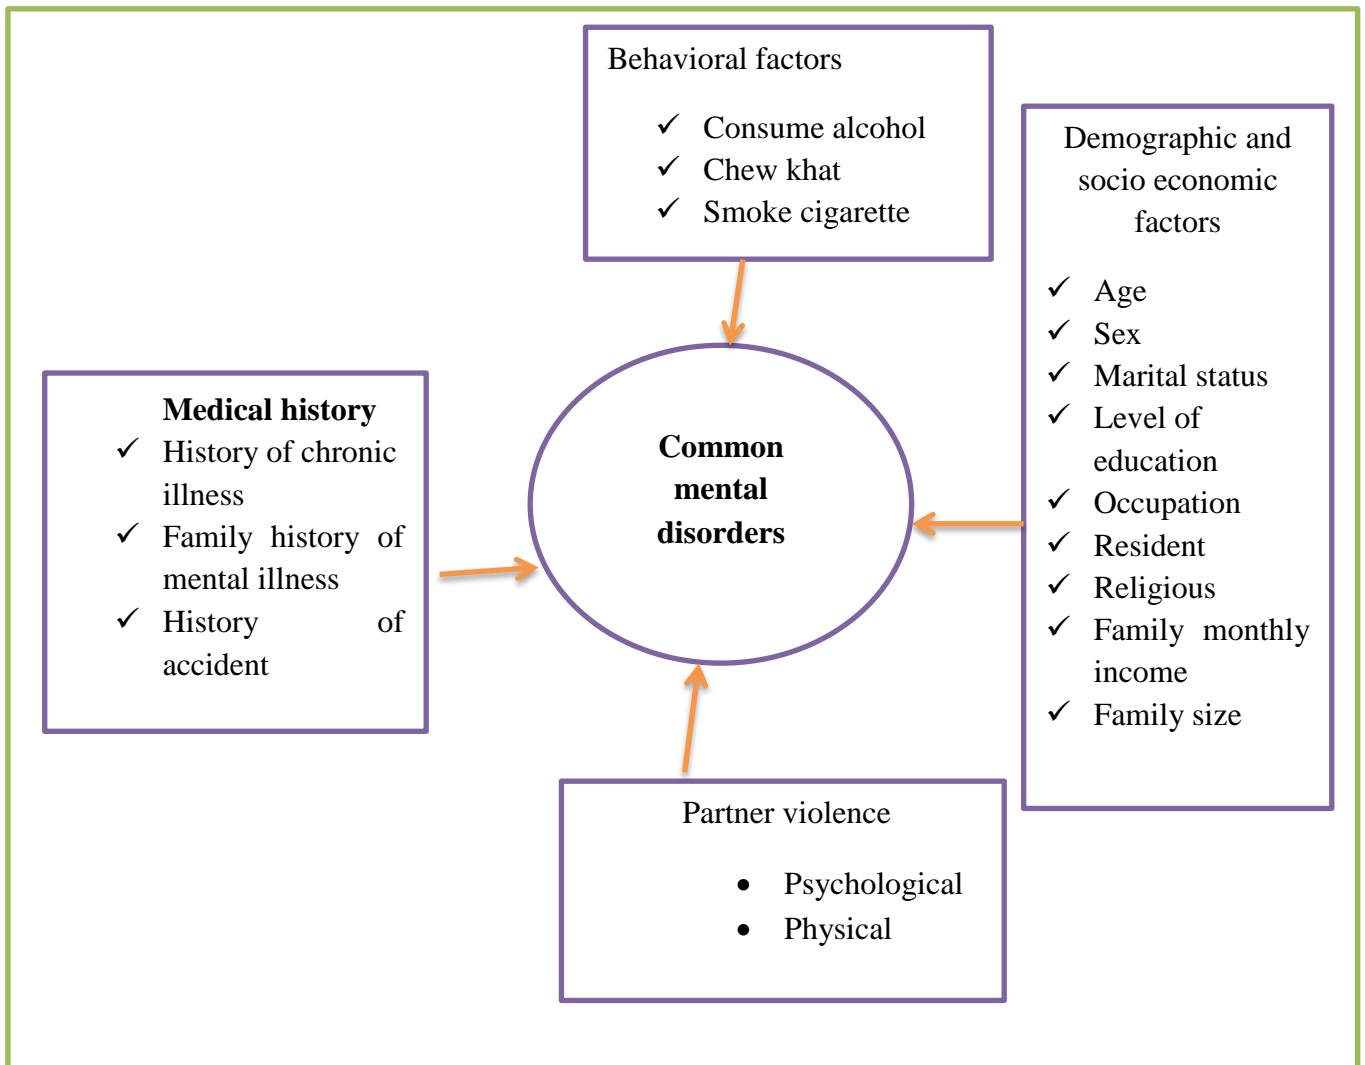 Behavioral factors
✓ Consume alcohol
✓ Chew khat
✓ Smoke cigarette
Demographic and
socio economic
factors
✓ Age
✓ Sex
✓ Marital status
✓ Level of
education
✓ Occupation
✓ Resident
✓ Religious
✓ Family monthly
income
✓ Family size
Medical history
✓ History of chronic
illness
✓ Family history of
mental illness
✓ History of
accident
Common
mental
disorders
Partner violence
• Psychological
• Physical